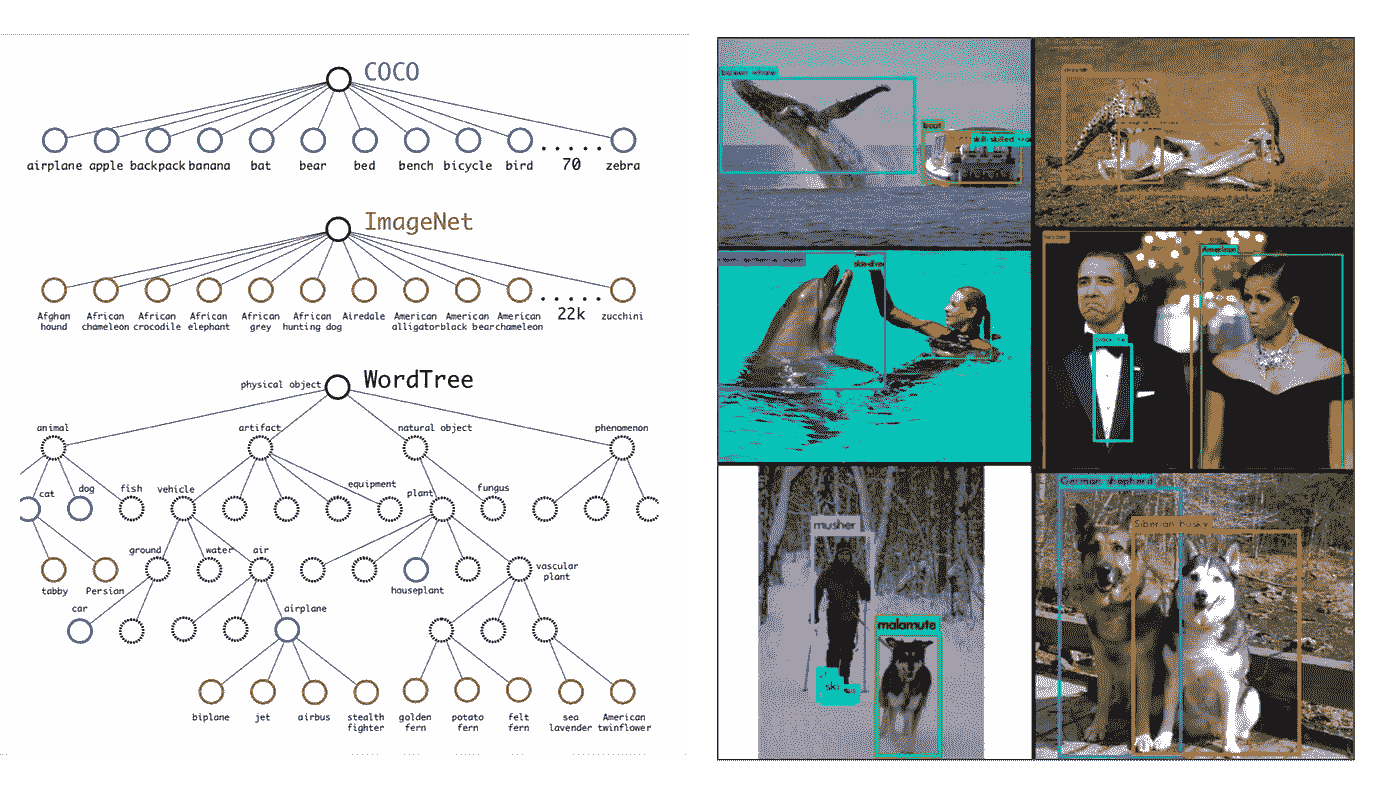 COCO
airplane apple backpack banana bat bear bed bench bicycle bird ..... 70 zebra
ImageNet
Afghan hound
African chameleon
African crocodile
African elephant
African grey
African hunting dog
Airedale
American alligator
American black bear
American chameleon
..... 22k
zucchini
physical object
WordTree
animal artifact natural object phenomenon
cat dog fish vehicle equipment plant fungus
ground water air
tabby Persian houseplant vascular plant
car airplane
biplane jet airbus
stealth fighter
golden fern
potato fern
felt fern
sea lavender
American twinflower
boat
American
musher
malamute
ski
German shepherd
Siberian husky